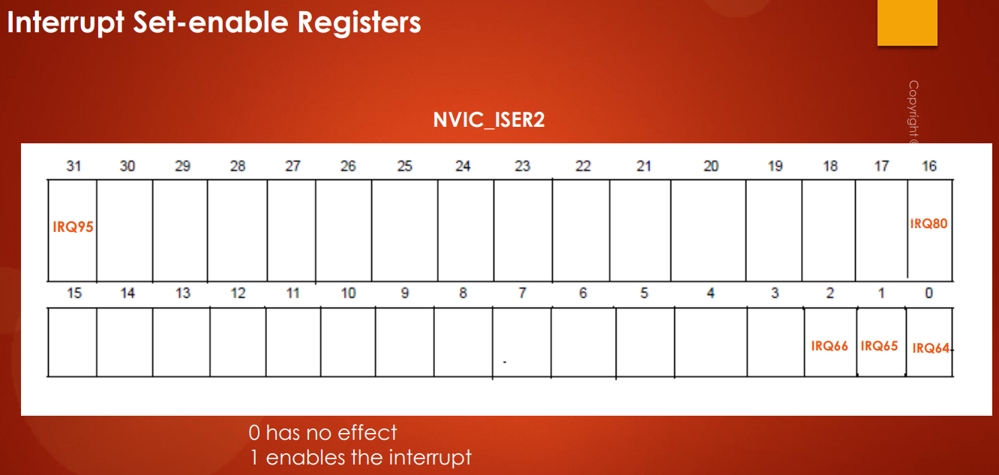 Interrupt Set-enable Registers
Copyright
NVIC_ISER2
31 30 29 28 27 26 25 24 23 22 21 20 19 18 17 16
IRQ95 IRQ80
15 14 13 12 11 10 9 8 7 6 5 4 3 2 1 0
IRQ66 IRQ65 IRQ64
0 has no effect
1 enables the interrupt